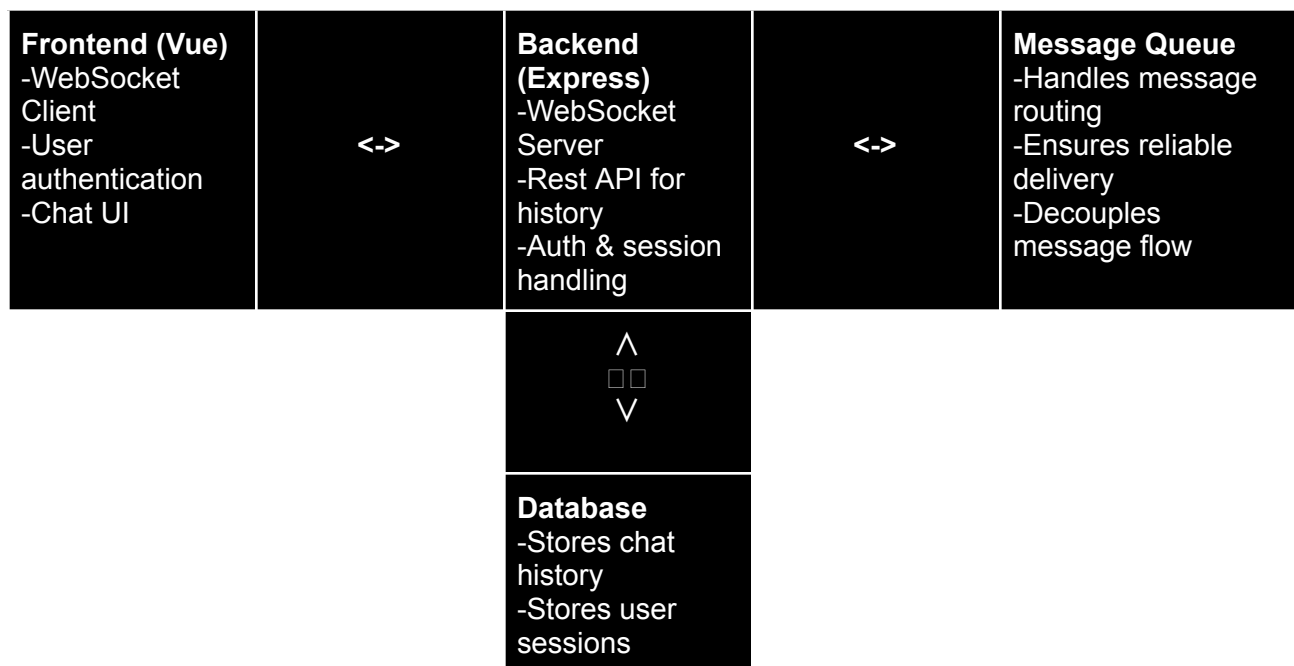 Frontend (Vue)
-WebSocket
Client
-User
authentication
-Chat UI
<->
Backend
(Express)
-WebSocket
Server
-Rest API for
history
-Auth & session
handling
<->
Message Queue
-Handles message
routing
-Ensures reliable
delivery
-Decouples
message flow
∧
□□
∨
Database
-Stores chat
history
-Stores user
sessions